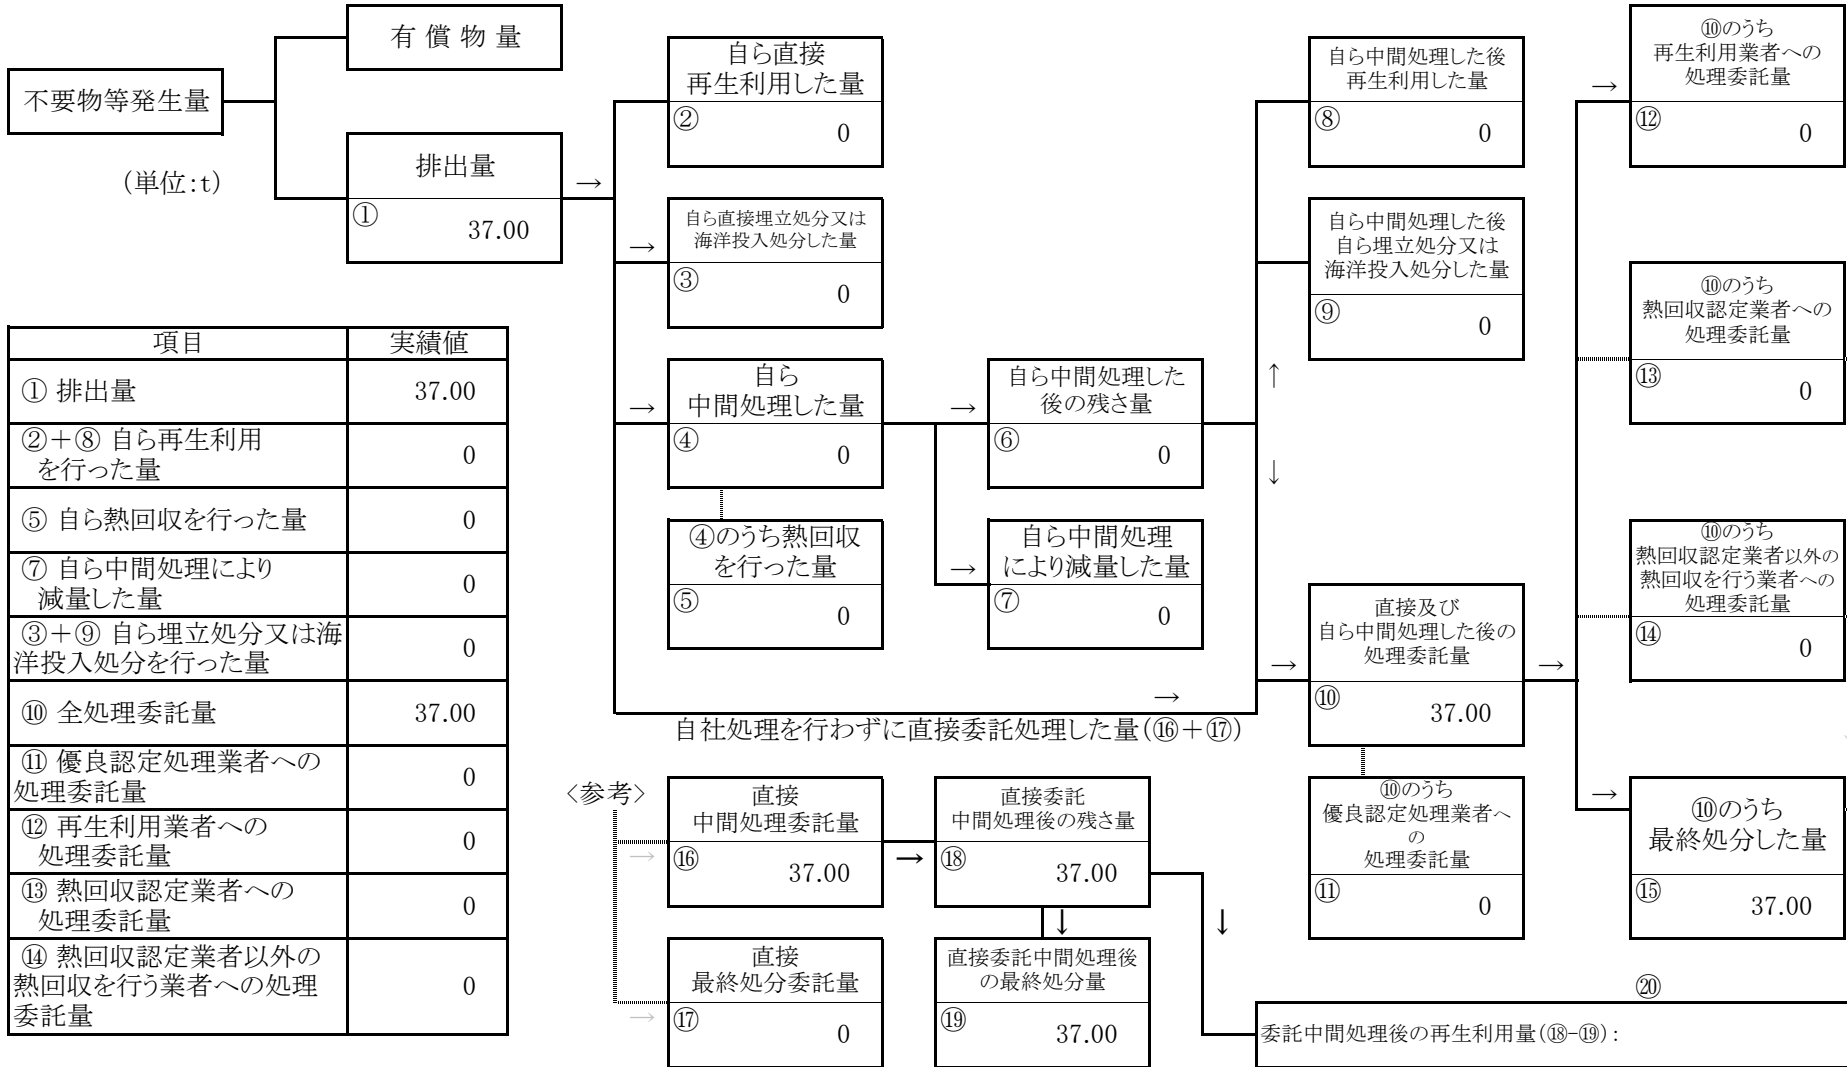 不要物等発生量
(単位:t)
有 償 物 量
排出量
①
37.00
→
自ら直接
再生利用した量
②
0
→
自ら直接埋立処分又は
海洋投入処分した量
③
0
→
自ら
中間処理した量
④
0
④のうち熱回収
を行った量
⑤
0
→
自ら中間処理した
後の残さ量
⑥
0
→
自ら中間処理
により減量した量
⑦
0
自ら中間処理した後
再生利用した量
⑧
0
自ら中間処理した後
自ら埋立処分又は
海洋投入処分した量
⑨
0
↑
↓
→
自社処理を行わずに直接委託処理した量(⑯+⑰)
→
直接及び
自ら中間処理した後の
処理委託量
⑩
37.00
→
⑩のうち
優良認定処理業者へ
の
処理委託量
⑪
0
→
⑩のうち
再生利用業者への
処理委託量
⑫
0
⑩のうち
熱回収認定業者への
処理委託量
⑬
0
⑩のうち
熱回収認定業者以外の
熱回収を行う業者への
処理委託量
⑭
0
→
⑩のうち
最終処分した量
⑮
37.00
項目 実績値
① 排出量 37.00
②+⑧ 自ら再生利用
を行った量 0
⑤ 自ら熱回収を行った量 0
⑦ 自ら中間処理により
減量した量 0
③+⑨ 自ら埋立処分又は海
洋投入処分を行った量 0
⑩ 全処理委託量 37.00
⑪ 優良認定処理業者への
処理委託量 0
⑫ 再生利用業者への
処理委託量 0
⑬ 熱回収認定業者への
処理委託量 0
⑭ 熱回収認定業者以外の
熱回収を行う業者への処理
委託量 0
<参考>
→
直接
中間処理委託量
⑯
37.00
→
直接委託
中間処理後の残さ量
⑱
37.00
↓
↓
→
直接
最終処分委託量
⑰
0
直接委託中間処理後
の最終処分量
⑲
37.00
⑳
委託中間処理後の再生利用量(⑱-⑲):